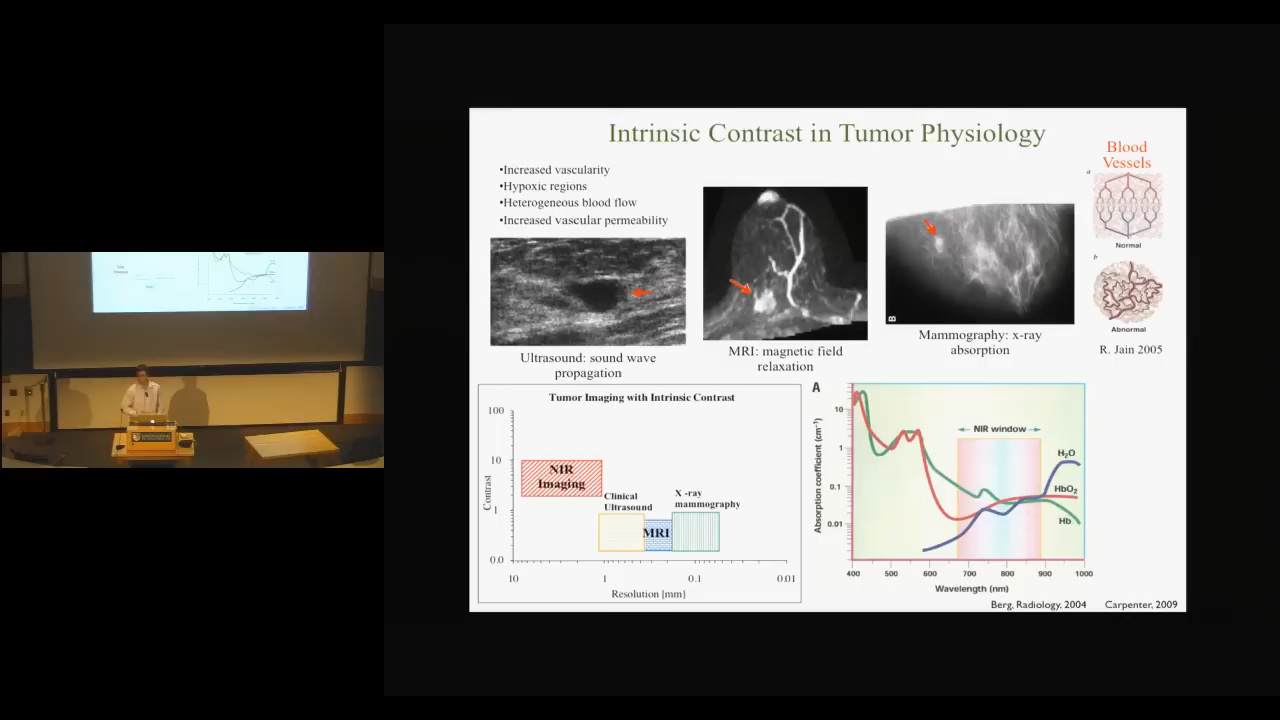 Intrinsic Contrast in Tumor Physiology
•Increased vascularity
•Hypoxic regions
•Heterogeneous blood flow
•Increased vascular permeability
Ultrasound: sound wave
propagation
MRI: magnetic field
relaxation
B
Mammography: x-ray
absorption
Blood
Vessels
a
Normal
b
Abnormal
R. Jain 2005
Tumor Imaging with Intrinsic Contrast
Contrast
100
10
1
0.0
NIR
Imaging
Clinical
Ultrasound
MRI
X -ray
mammography
10
1
0.1
0.01
Resolution [mm]
A
Absorption coefficient (cm⁻¹)
10
1
0.1
0.01
NIR window
H₂O
HbO₂
Hb
400
500
600
700
800
900
1000
Wavelength (nm)
Berg, Radiology, 2004
Carpenter, 2009